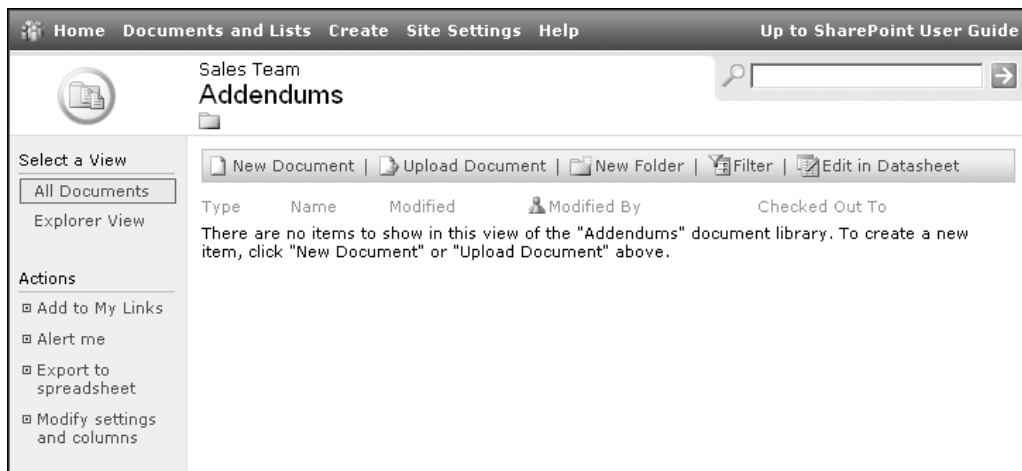 Home Documents and Lists Create Site Settings Help Up to SharePoint User Guide
Sales Team
Addendums
Select a View
All Documents
Explorer View
Actions
Add to My Links
Alert me
Export to
spreadsheet
Modify settings
and columns
New Document | Upload Document | New Folder | Filter | Edit in Datasheet
Type Name Modified Modified By Checked Out To
There are no items to show in this view of the "Addendums" document library. To create a new
item, click "New Document" or "Upload Document" above.